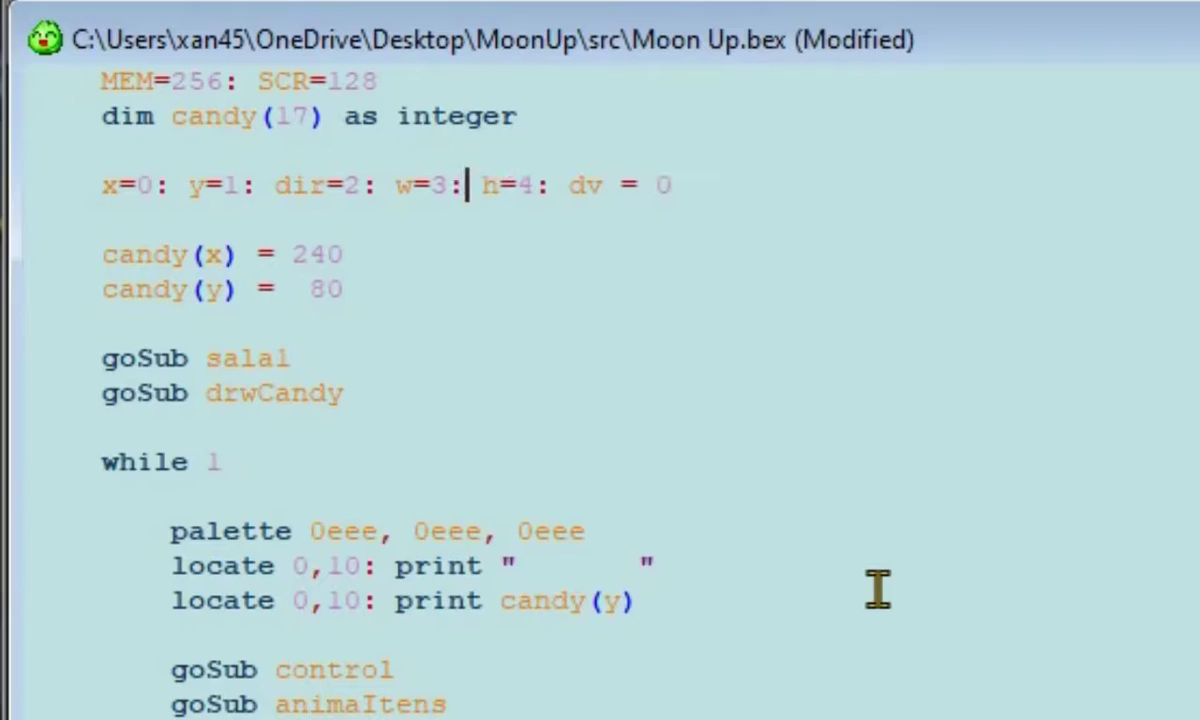 C:\Users\xan45\OneDrive\Desktop\MoonUp\src\Moon Up.bex (Modified)
MEM=256: SCR=128
dim candy(17) as integer
x=0: y=1: dir=2: w=3: h=4: dv = 0
candy(x) = 240
candy(y) =  80
goSub sala1
goSub drwCandy
while 1
palette 0eee, 0eee, 0eee
locate 0,10: print "       "
locate 0,10: print candy(y)
goSub control
goSub animaItens